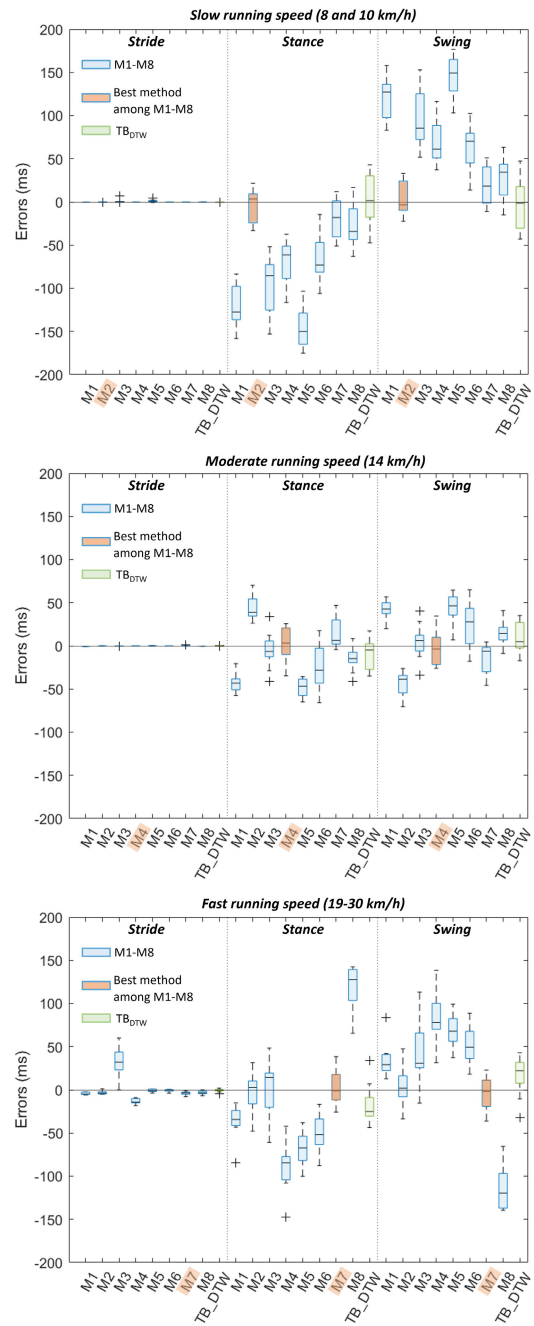 Slow running speed (8 and 10 km/h)
Stride Stance Swing
M1-M8
Best method
among M1-M8
TBDTW
Errors (ms)
200
150
100
50
0
-50
-100
-150
-200
M1 M2 M3 M4 M5 M6 M7 M8 TB_DTW M1 M2 M3 M4 M5 M6 M7 M8 TB_DTW M1 M2 M3 M4 M5 M6 M7 M8 TB_DTW
Moderate running speed (14 km/h)
Stride Stance Swing
M1-M8
Best method
among M1-M8
TBDTW
Errors (ms)
200
150
100
50
0
-50
-100
-150
-200
M1 M2 M3 M4 M5 M6 M7 M8 TB_DTW M1 M2 M3 M4 M5 M6 M7 M8 TB_DTW M1 M2 M3 M4 M5 M6 M7 M8 TB_DTW
Fast running speed (19-30 km/h)
Stride Stance Swing
M1-M8
Best method
among M1-M8
TBDTW
Errors (ms)
200
150
100
50
0
-50
-100
-150
-200
M1 M2 M3 M4 M5 M6 M7 M8 TB_DTW M1 M2 M3 M4 M5 M6 M7 M8 TB_DTW M1 M2 M3 M4 M5 M6 M7 M8 TB_DTW